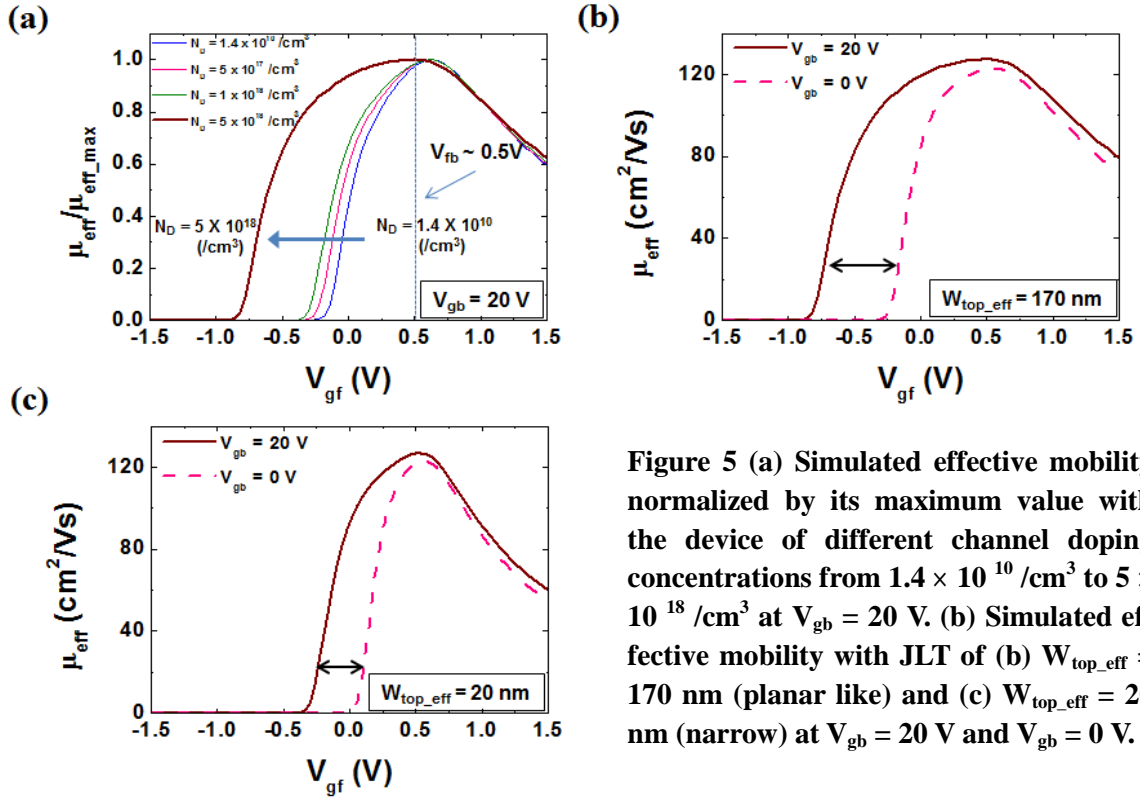 (a)
N_D = 1.4 x 10^10 /cm^3
N_D = 5 x 10^17 /cm^3
N_D = 1 x 10^18 /cm^3
N_D = 5 x 10^18 /cm^3
1.0
0.8
0.6
0.4
0.2
0.0
μ_eff/μ_eff_max
V_fb ~ 0.5V
N_D = 5 X 10^18
(/cm^3)
N_D = 1.4 X 10^10
(/cm^3)
V_gb = 20 V
-1.5 -1.0 -0.5 0.0 0.5 1.0 1.5
V_gf (V)
(b)
V_gb = 20 V
V_gb = 0 V
120
80
40
0
μ_eff (cm^2/Vs)
W_top_eff = 170 nm
-1.5 -1.0 -0.5 0.0 0.5 1.0 1.5
V_gf (V)
(c)
V_gb = 20 V
V_gb = 0 V
120
80
40
0
μ_eff (cm^2/Vs)
W_top_eff = 20 nm
-1.5 -1.0 -0.5 0.0 0.5 1.0 1.5
V_gf (V)
Figure 5 (a) Simulated effective mobility
normalized by its maximum value with
the device of different channel dopin
concentrations from 1.4 × 10^10 /cm^3 to 5
10^18 /cm^3 at V_gb = 20 V. (b) Simulated ef
fective mobility with JLT of (b) W_top_eff =
170 nm (planar like) and (c) W_top_eff = 2
nm (narrow) at V_gb = 20 V and V_gb = 0 V.